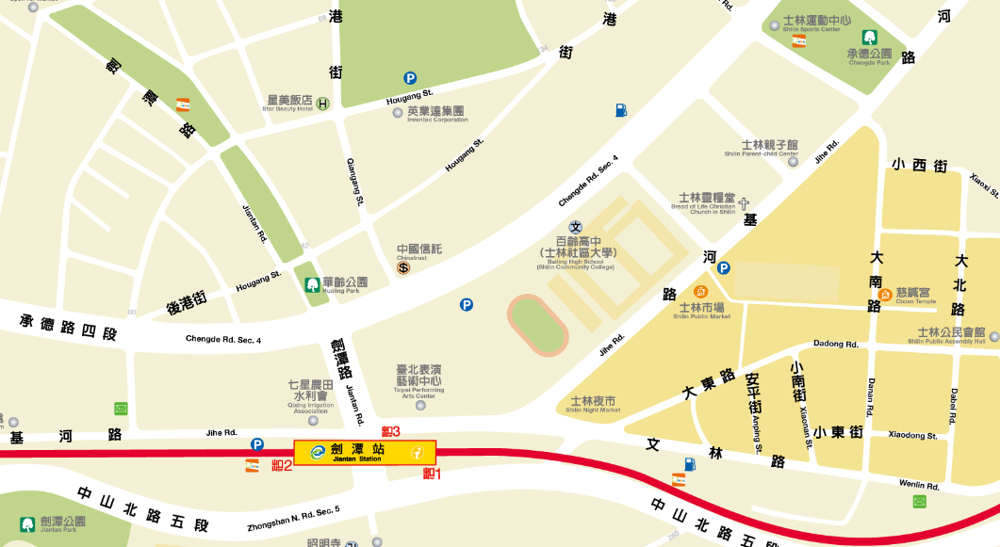 港
港
河
士林運動中心
Shilin Sports Center
68
34
街
街
路
承德公園
Chengde Park
劍
潭
路
P
星美飯店
Star Beauty Hotel
H
Hougang St.
英業達集團
Inventec Corporation
Hougang St.
Qiangang St.
Chengde Rd. Sec. 4
士林親子館
Shilin Parent-child Center
Jihe Rd.
小西街
Xiaoxi St.
士林靈糧堂
Bread of Life Christian
Church in Shilin
基
河
路
Jiantan Rd.
42
中國信託
Chinatrust
$
文
百齡高中
(士林社區大學)
Bailing High School
(Shilin Community College)
P
大
南
路
大
北
路
Hougang St.
後港街
華齡公園
Hualing Park
P
士林市場
Shilin Public Market
慈諴宮
Cixian Temple
80
承德路四段
Chengde Rd. Sec. 4
士林公民會館
Shilin Public Assembly Hall
Jihe Rd.
Dadong Rd.
劍潭路
Jiantan Rd.
臺北表演
藝術中心
Taipei Performing
Arts Center
七星農田
水利會
Qixing Irrigation
Association
大東路
安平街
Anping St.
小南街
Xiaonan St.
Danan Rd.
Dabei Rd.
士林夜市
Shilin Night Market
小東街
Xiaodong St.
基河路
Jihe Rd.
3
P
劍潭站
Jiantan Station
i
2
1
文林路
Wenlin Rd.
中山北路五段
Zhongshan N. Rd. Sec. 5
中山北路五段
劍潭公園
Jiantan Park
昭明寺
卍
260